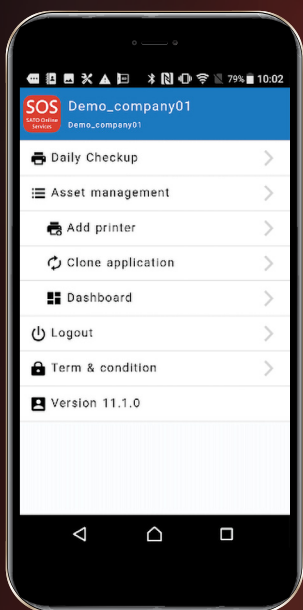 79% 10:02
SOS
SATO Online
Services
Demo_company01
Demo_company01
Daily Checkup
Asset management
Add printer
Clone application
Dashboard
Logout
Term & condition
Version 11.1.0